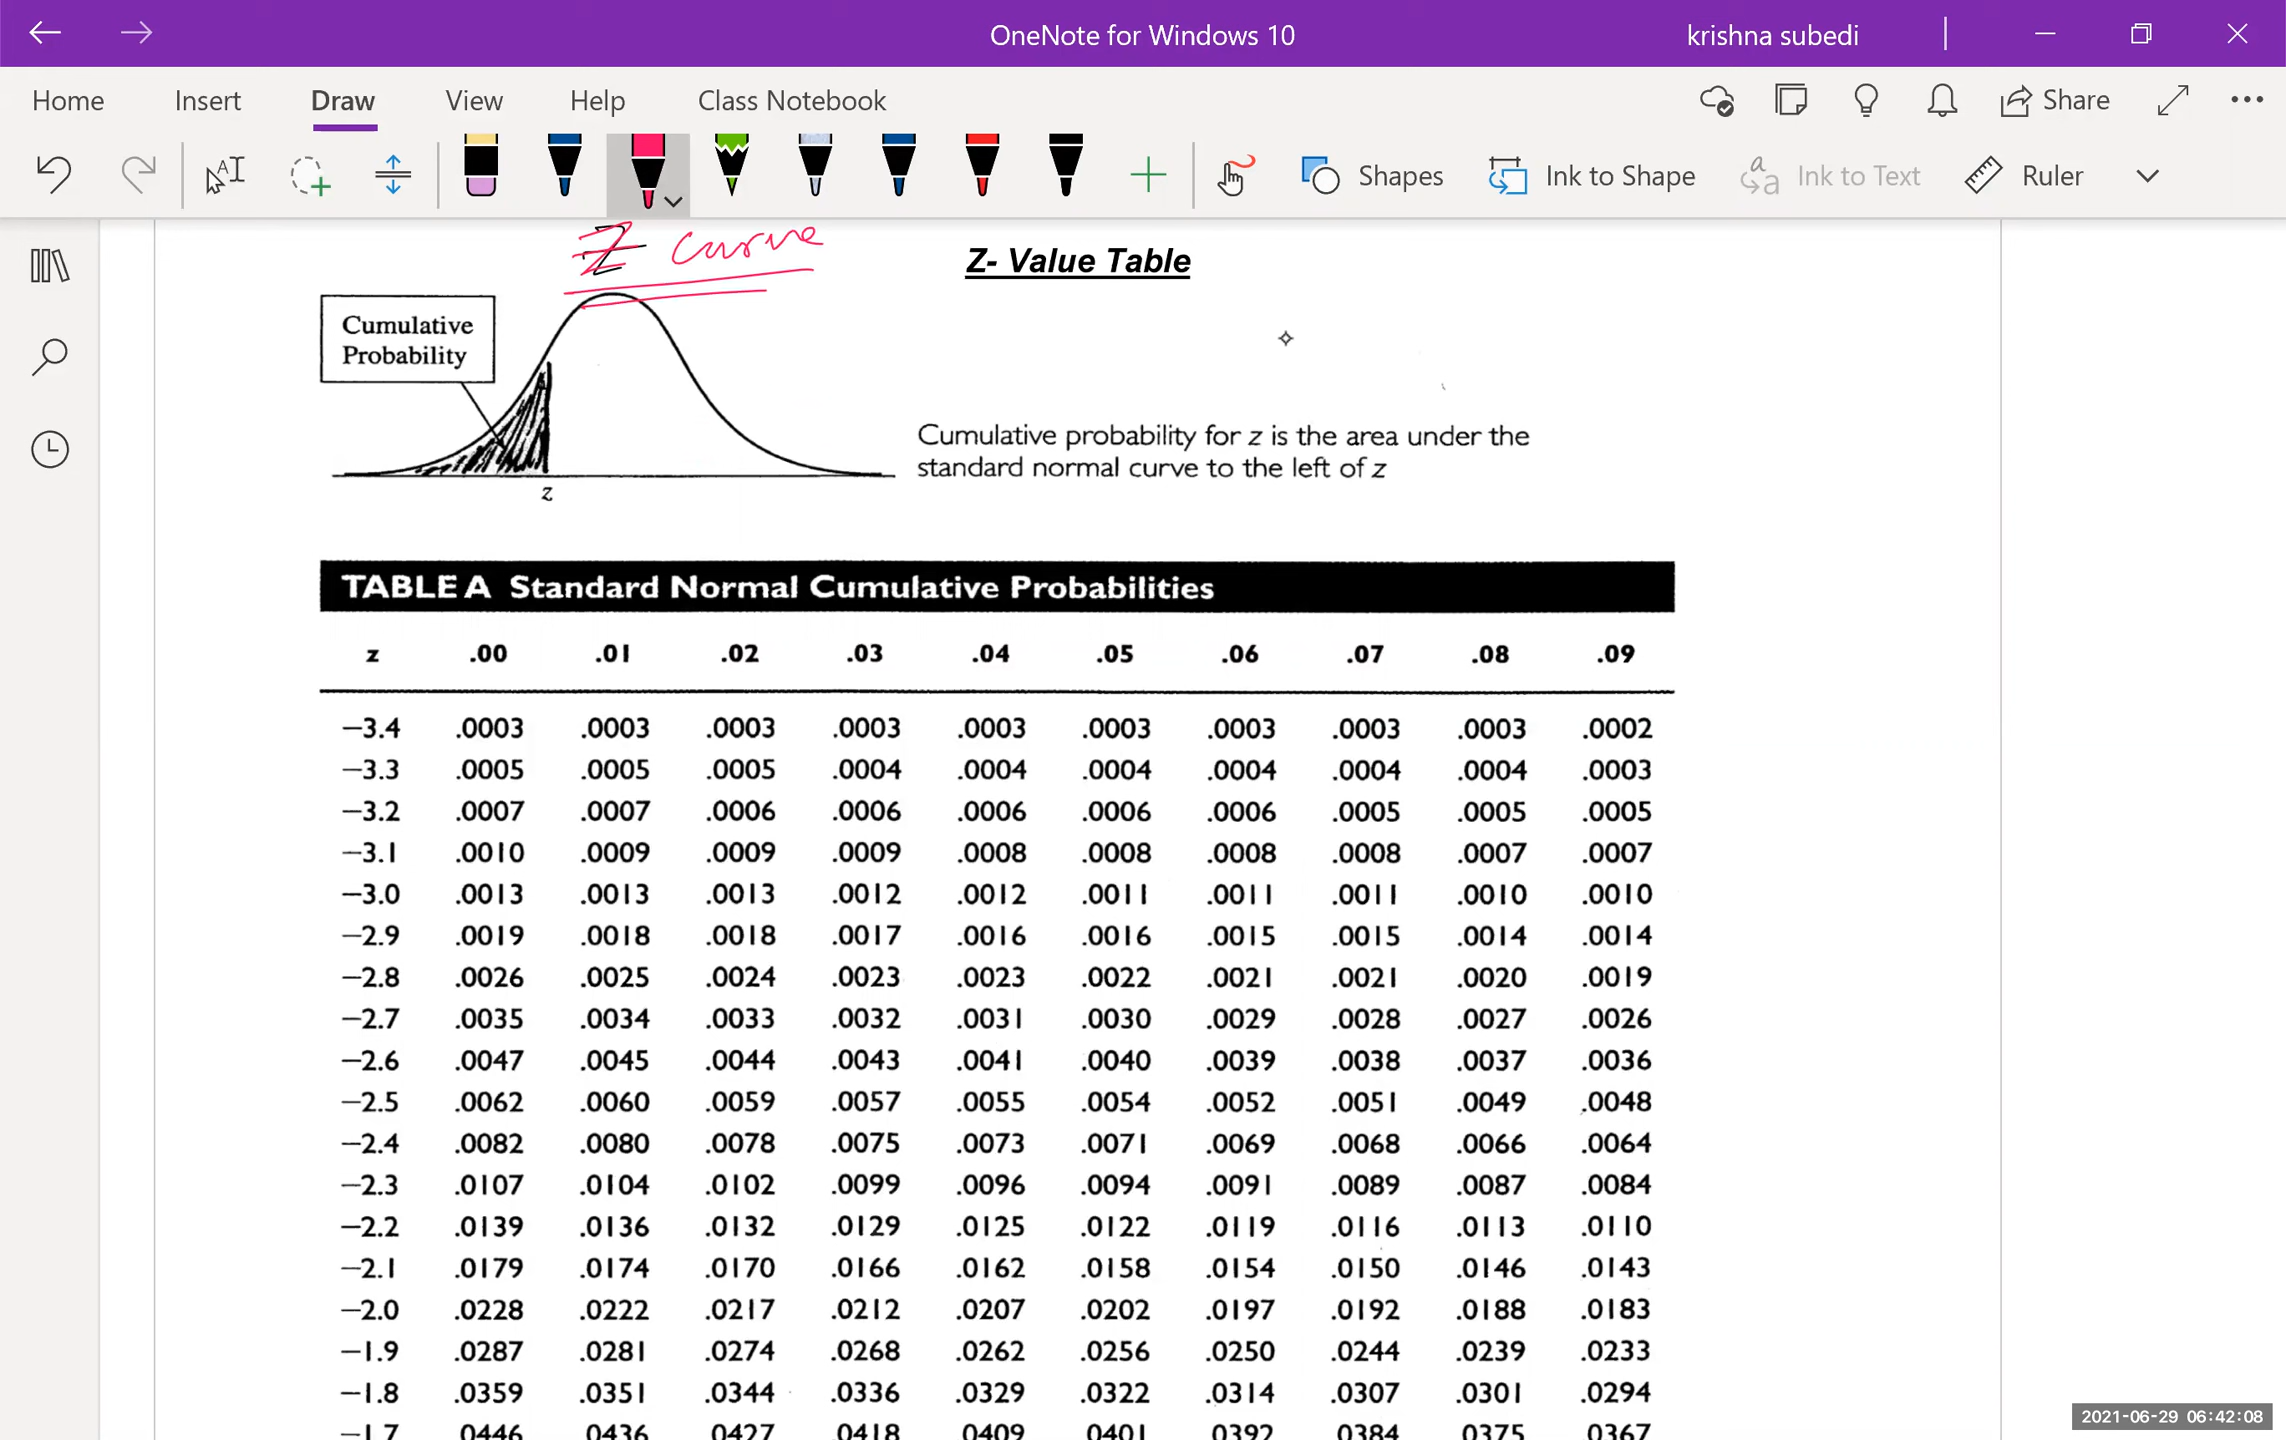 OneNote for Windows 10
krishna subedi
Home Insert Draw View Help Class Notebook Share
Shapes Ink to Shape Ink to Text Ruler
Z curve
Z- Value Table
Cumulative
Probability
z
Cumulative probability for z is the area under the
standard normal curve to the left of z
TABLE A Standard Normal Cumulative Probabilities
z .00 .01 .02 .03 .04 .05 .06 .07 .08 .09
−3.4 .0003 .0003 .0003 .0003 .0003 .0003 .0003 .0003 .0003 .0002
−3.3 .0005 .0005 .0005 .0004 .0004 .0004 .0004 .0004 .0004 .0003
−3.2 .0007 .0007 .0006 .0006 .0006 .0006 .0006 .0005 .0005 .0005
−3.1 .0010 .0009 .0009 .0009 .0008 .0008 .0008 .0008 .0007 .0007
−3.0 .0013 .0013 .0013 .0012 .0012 .0011 .0011 .0011 .0010 .0010
−2.9 .0019 .0018 .0018 .0017 .0016 .0016 .0015 .0015 .0014 .0014
−2.8 .0026 .0025 .0024 .0023 .0023 .0022 .0021 .0021 .0020 .0019
−2.7 .0035 .0034 .0033 .0032 .0031 .0030 .0029 .0028 .0027 .0026
−2.6 .0047 .0045 .0044 .0043 .0041 .0040 .0039 .0038 .0037 .0036
−2.5 .0062 .0060 .0059 .0057 .0055 .0054 .0052 .0051 .0049 .0048
−2.4 .0082 .0080 .0078 .0075 .0073 .0071 .0069 .0068 .0066 .0064
−2.3 .0107 .0104 .0102 .0099 .0096 .0094 .0091 .0089 .0087 .0084
−2.2 .0139 .0136 .0132 .0129 .0125 .0122 .0119 .0116 .0113 .0110
−2.1 .0179 .0174 .0170 .0166 .0162 .0158 .0154 .0150 .0146 .0143
−2.0 .0228 .0222 .0217 .0212 .0207 .0202 .0197 .0192 .0188 .0183
−1.9 .0287 .0281 .0274 .0268 .0262 .0256 .0250 .0244 .0239 .0233
−1.8 .0359 .0351 .0344 .0336 .0329 .0322 .0314 .0307 .0301 .0294
−1.7 .0446 .0436 .0427 .0418 .0409 .0401 .0392 .0384 .0375 .0367
2021-06-29 06:42:08